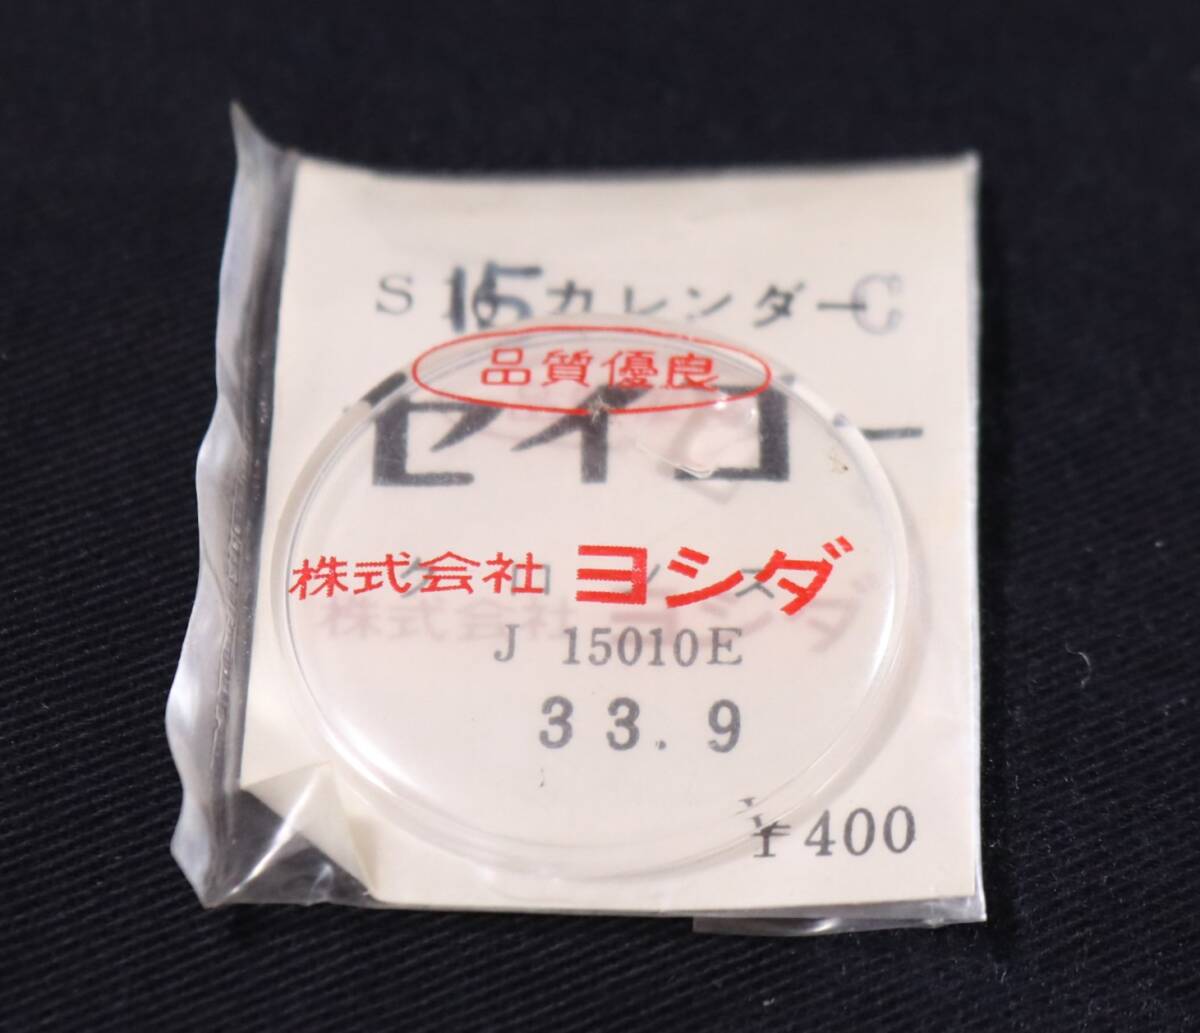 S 15 カレンダー C
品質優良
セイコー
株式会社 ヨシダ
J 15010E
33.9
¥400